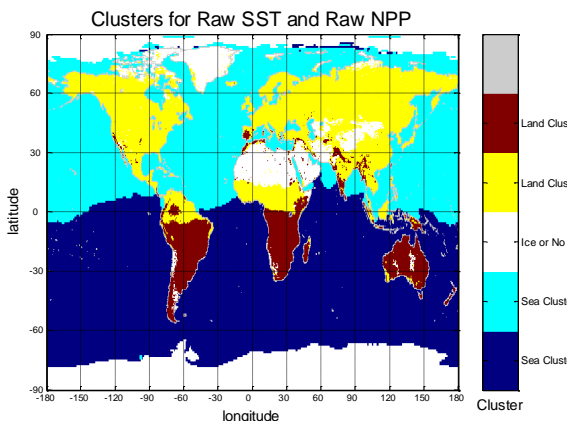 Clusters for Raw SST and Raw NPP
latitude
90
60
30
0
-30
-60
-90
-180 -150 -120 -90 -60 -30 0 30 60 90 120 150 180
longitude
Land Clus
Land Clus
Ice or No
Sea Cluste
Sea Cluste
Cluster